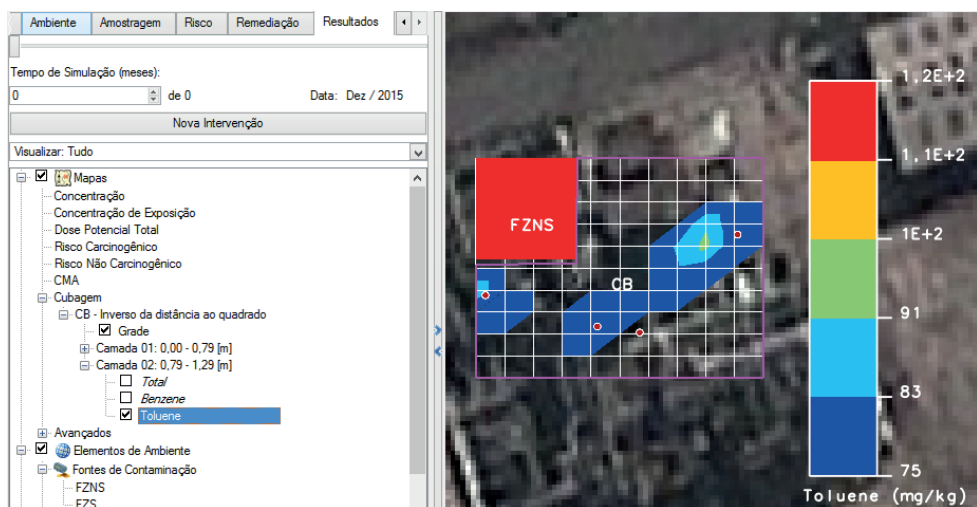 Ambiente Amostragem Risco Remediação Resultados
Tempo de Simulação (meses):
0 de 0 Data: Dez / 2015
Nova Intervenção
Visualizar: Tudo
Mapas
Concentração
Concentração de Exposição
Dose Potencial Total
Risco Carcinogênico
Risco Não Carcinogênico
CMA
Cubagem
CB - Inverso da distância ao quadrado
Grade
Camada 01: 0,00 - 0,79 [m]
Camada 02: 0,79 - 1,29 [m]
Total
Benzene
Toluene
Avançados
Elementos de Ambiente
Fontes de Contaminação
FZNS
FZS
FZNS
CB
1,2E+2
1,1E+2
1E+2
91
83
75
Toluene (mg/kg)